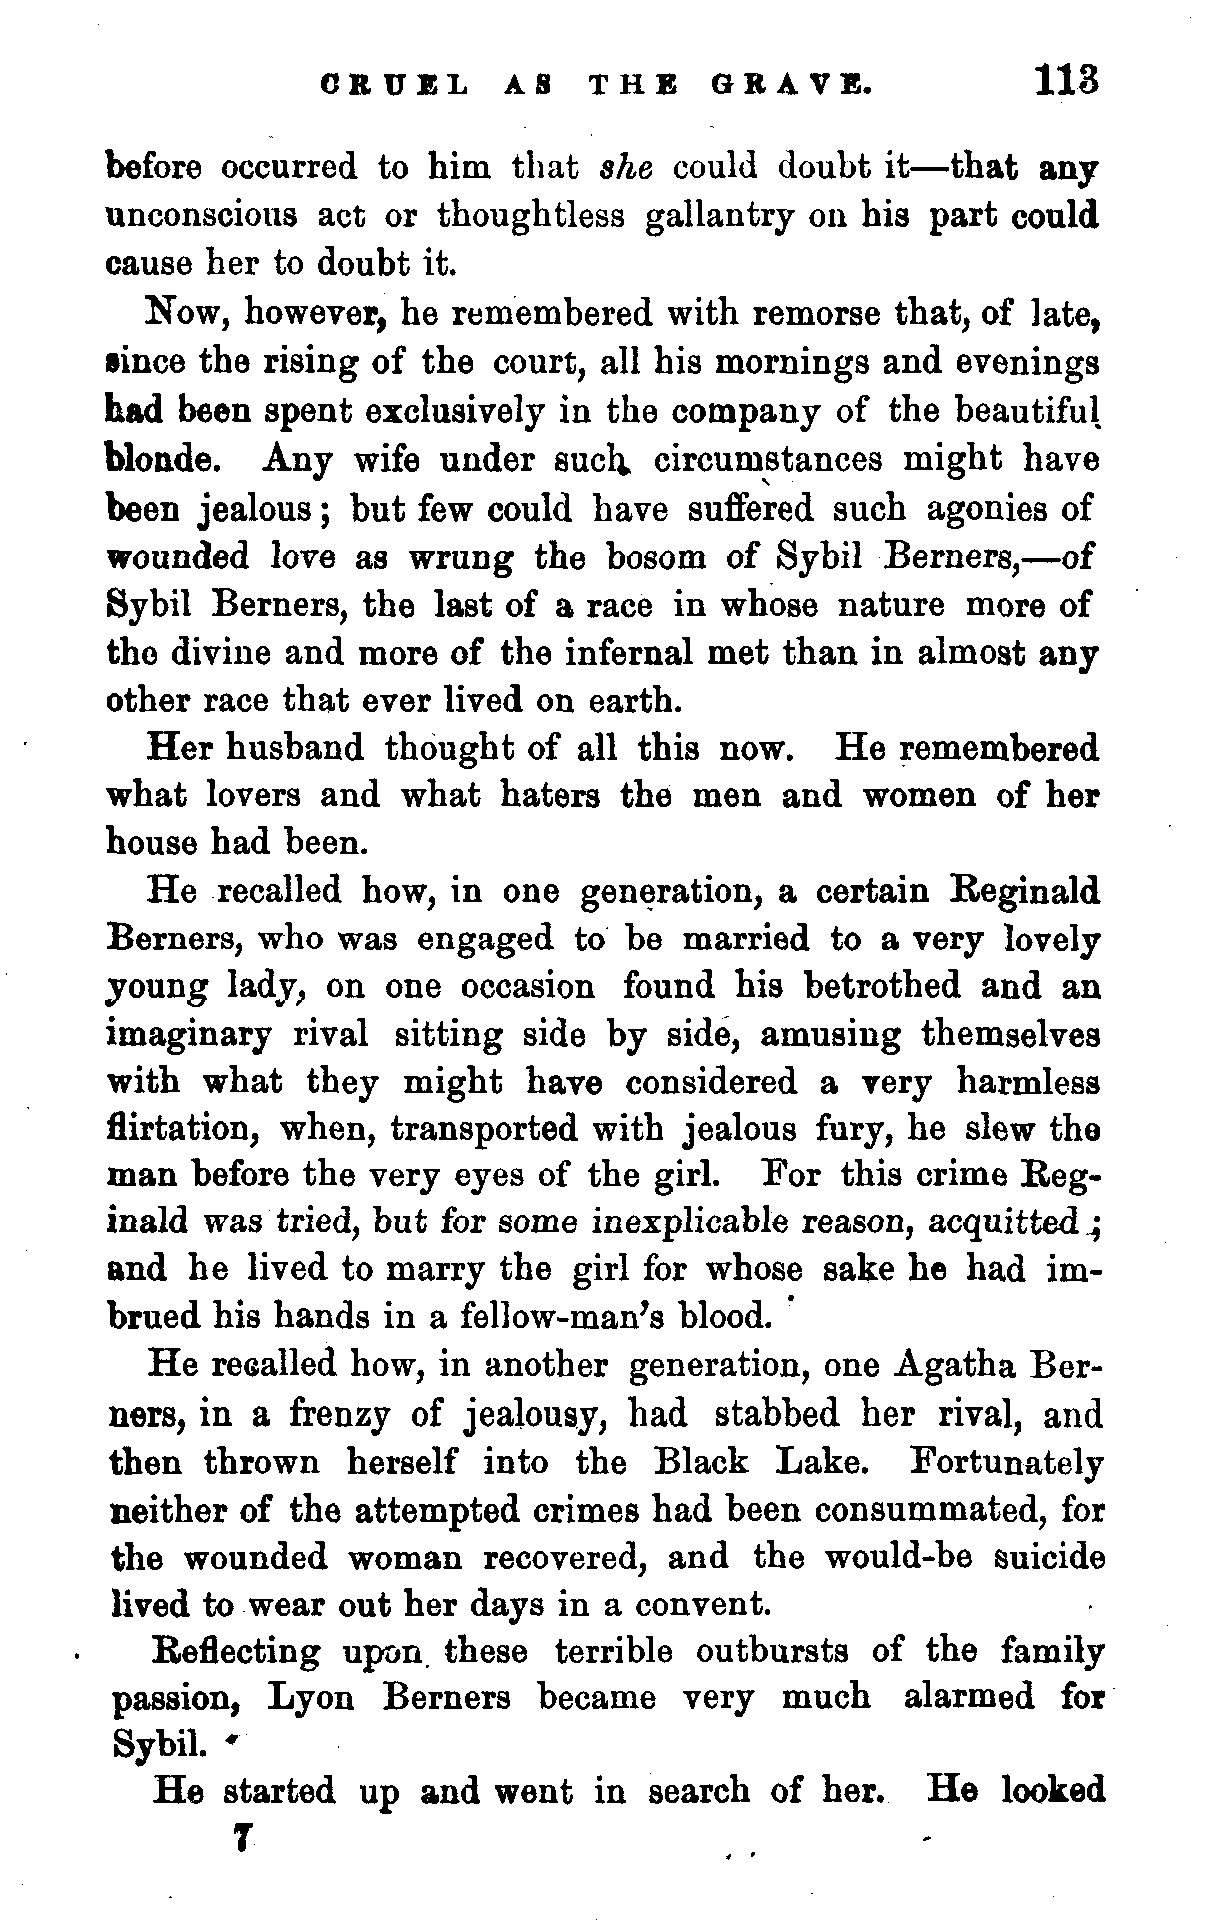 CRUEL AS THE GRAVE. 113
before occurred to him that she could doubt it—that any
unconscious act or thoughtless gallantry on his part could
cause her to doubt it.
Now, however, he remembered with remorse that, of late,
since the rising of the court, all his mornings and evenings
had been spent exclusively in the company of the beautiful
blonde. Any wife under such circumstances might have
been jealous; but few could have suffered such agonies of
wounded love as wrung the bosom of Sybil Berners,—of
Sybil Berners, the last of a race in whose nature more of
the divine and more of the infernal met than in almost any
other race that ever lived on earth.
Her husband thought of all this now. He remembered
what lovers and what haters the men and women of her
house had been.
He recalled how, in one generation, a certain Reginald
Berners, who was engaged to be married to a very lovely
young lady, on one occasion found his betrothed and an
imaginary rival sitting side by side, amusing themselves
with what they might have considered a very harmless
flirtation, when, transported with jealous fury, he slew the
man before the very eyes of the girl. For this crime Reg-
inald was tried, but for some inexplicable reason, acquitted;
and he lived to marry the girl for whose sake he had im-
brued his hands in a fellow-man's blood.
He recalled how, in another generation, one Agatha Ber-
ners, in a frenzy of jealousy, had stabbed her rival, and
then thrown herself into the Black Lake. Fortunately
neither of the attempted crimes had been consummated, for
the wounded woman recovered, and the would-be suicide
lived to wear out her days in a convent.
Reflecting upon these terrible outbursts of the family
passion, Lyon Berners became very much alarmed for
Sybil.
He started up and went in search of her. He looked
7